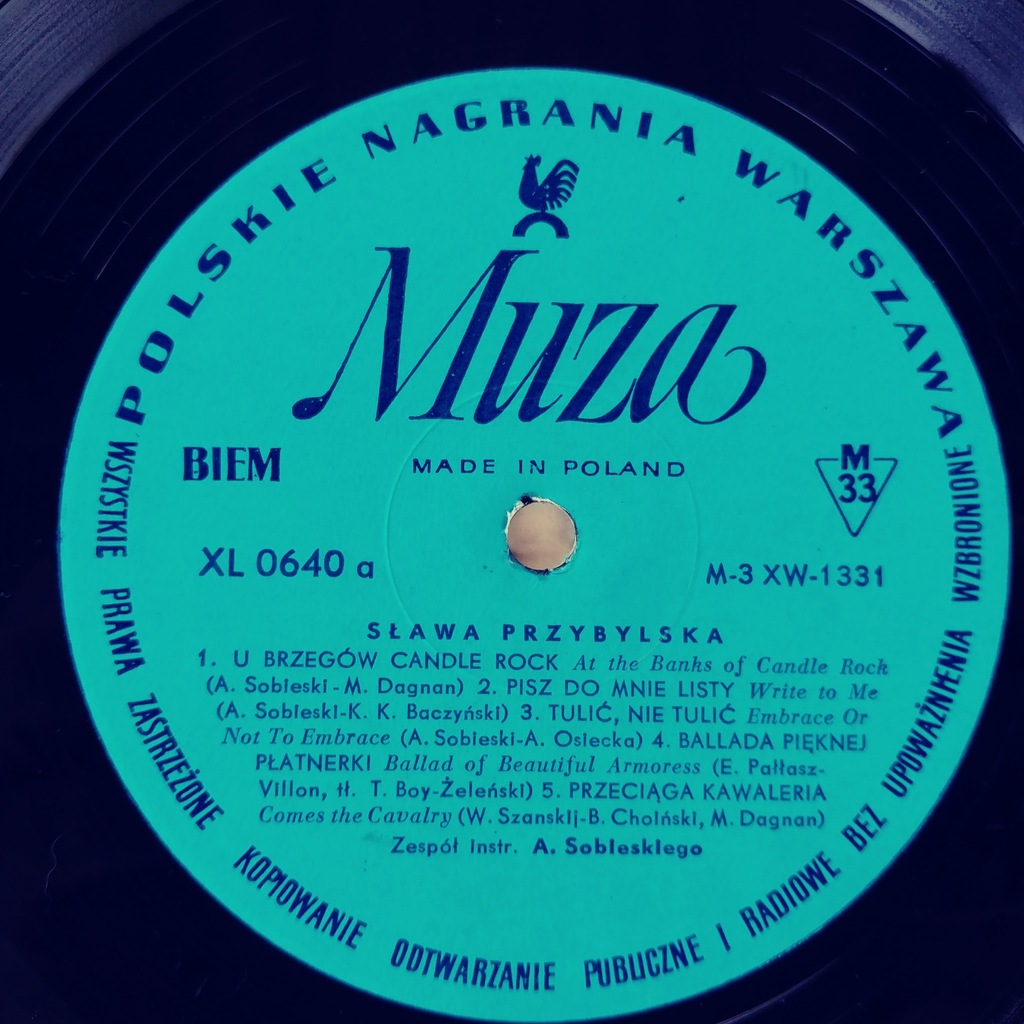 POLSKIE NAGRANIA WARSZAWA
Muza
BIEM
MADE IN POLAND
M
33
XL 0640 a
M-3 XW-1331
SŁAWA PRZYBYLSKA
1. U BRZEGÓW CANDLE ROCK At the Banks of Candle Rock
(A. Sobieski-M. Dagnan) 2. PISZ DO MNIE LISTY Write to Me
(A. Sobieski-K. K. Baczyński) 3. TULIĆ, NIE TULIĆ Embrace Or
Not To Embrace (A. Sobieski-A. Osiecka) 4. BALLADA PIĘKNEJ
PŁATNERKI Ballad of Beautiful Armoress (E. Pałłasz-
Villon, tł. T. Boy-Żeleński) 5. PRZECIĄGA KAWALERIA
Comes the Cavalry (W. Szanskij-B. Choiński, M. Dagnan)
Zespół Instr. A. Sobieskiego
WSZYSTKIE PRAWA ZASTRZEŻONE KOPIOWANIE ODTWARZANIE PUBLICZNE I RADIOWE BEZ UPOWAŻNIENIA WZBRONIONE